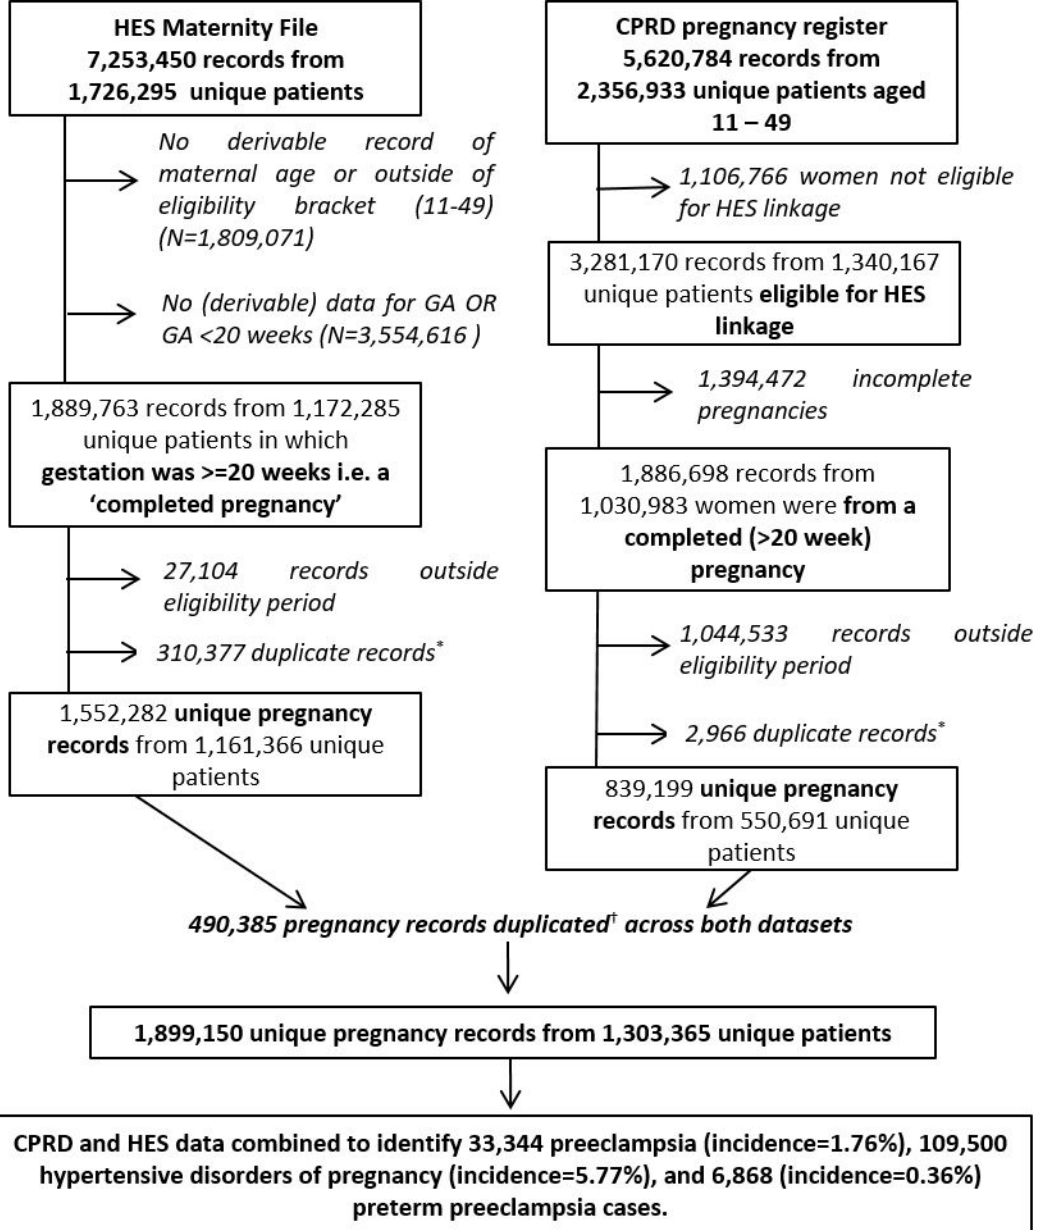 HES Maternity File
7,253,450 records from
1,726,295 unique patients
No derivable record of
maternal age or outside of
eligibility bracket (11-49)
(N=1,809,071)
No (derivable) data for GA OR
GA <20 weeks (N=3,554,616 )
1,889,763 records from 1,172,285
unique patients in which
gestation was >=20 weeks i.e. a
‘completed pregnancy’
27,104 records outside
eligibility period
310,377 duplicate records*
1,552,282 unique pregnancy
records from 1,161,366 unique
patients
CPRD pregnancy register
5,620,784 records from
2,356,933 unique patients aged
11 – 49
1,106,766 women not eligible
for HES linkage
3,281,170 records from 1,340,167
unique patients eligible for HES
linkage
1,394,472 incomplete
pregnancies
1,886,698 records from
1,030,983 women were from a
completed (>20 week)
pregnancy
1,044,533 records outside
eligibility period
2,966 duplicate records*
839,199 unique pregnancy
records from 550,691 unique
patients
490,385 pregnancy records duplicated† across both datasets
1,899,150 unique pregnancy records from 1,303,365 unique patients
CPRD and HES data combined to identify 33,344 preeclampsia (incidence=1.76%), 109,500
hypertensive disorders of pregnancy (incidence=5.77%), and 6,868 (incidence=0.36%)
preterm preeclampsia cases.